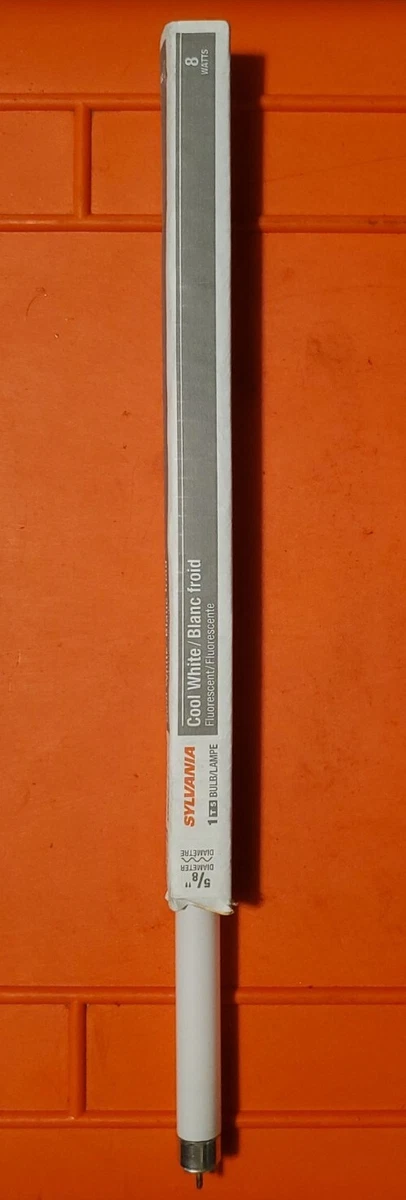 8
WATTS
Cool White/Blanc froid
Fluorescent/Fluorescente
SYLVANIA
1 T5 BULB/LAMPE
5/8"
DIAMETER
DIAMÈTRE